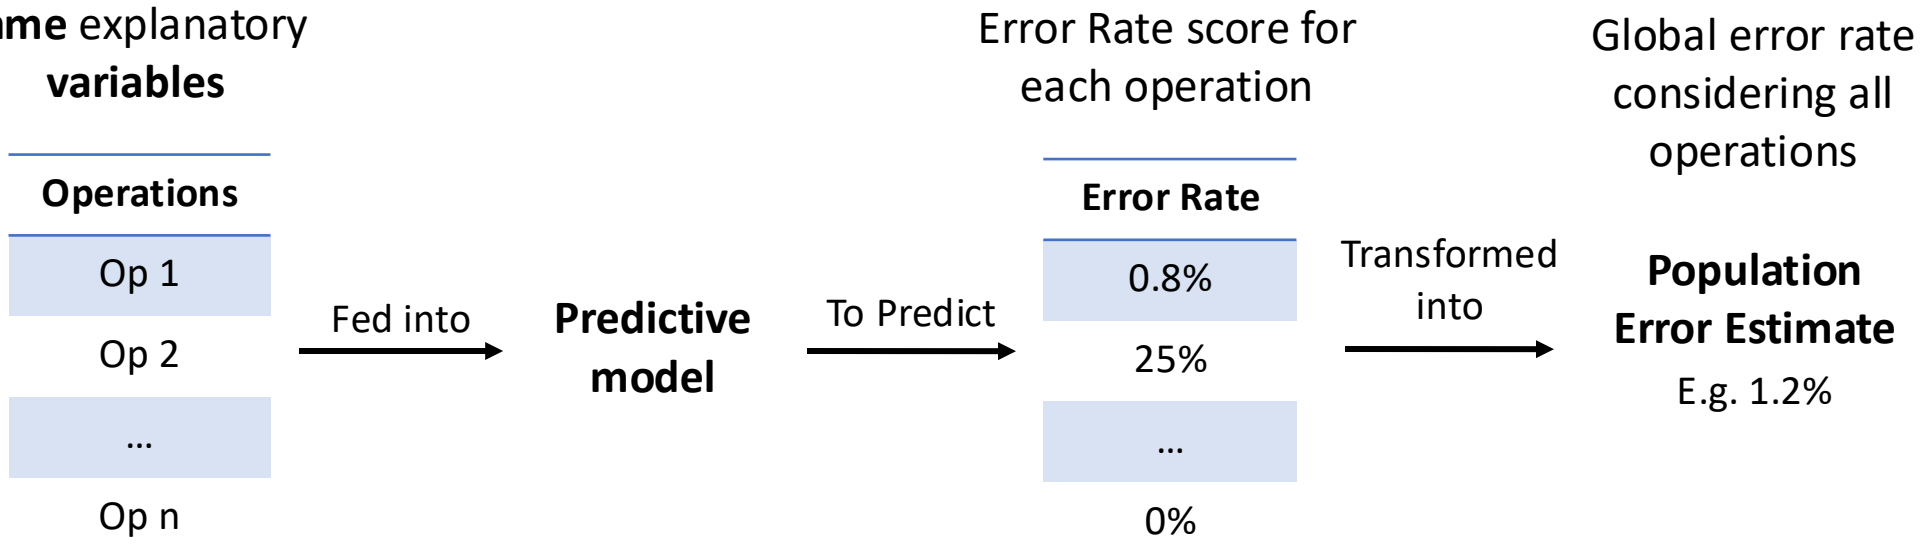 explanatory
variables
Operations
Op 1
Op 2
...
Op n
Fed into
Predictive
model
To Predict
Error Rate score for
each operation
Error Rate
0.8%
25%
...
0%
Transformed
into
Global error rate
considering all
operations
Population
Error Estimate
E.g. 1.2%